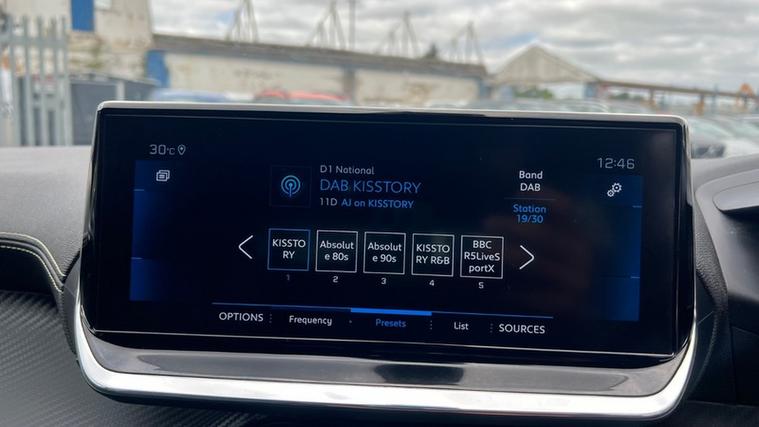 30°C
12:46
D1 National
DAB KISSTORY
11D AJ on KISSTORY
Band
DAB
Station
19/30
KISSTO
RY
1
Absolut
e 80s
2
Absolut
e 90s
3
KISSTO
RY R&B
4
BBC
R5LiveS
portX
5
OPTIONS
Frequency
Presets
List
SOURCES